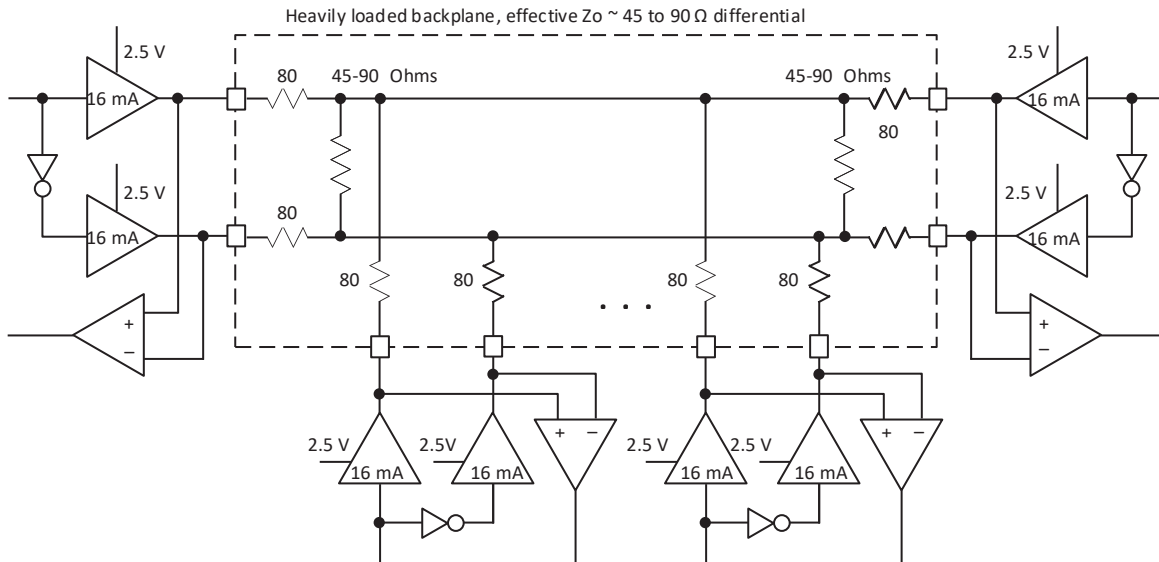 Heavily loaded backplane, effective Zo ~ 45 to 90 Ω differential
2.5 V
2.5 V
80
45-90 Ohms
45-90 Ohms
16 mA
16 mA
80
2.5 V
2.5 V
80
16 mA
16 mA
80
80
80
80
+
−
. . .
+
−
2.5 V
16 mA
2.5V
16 mA
+ −
2.5 V
16 mA
2.5 V
16 mA
+ −